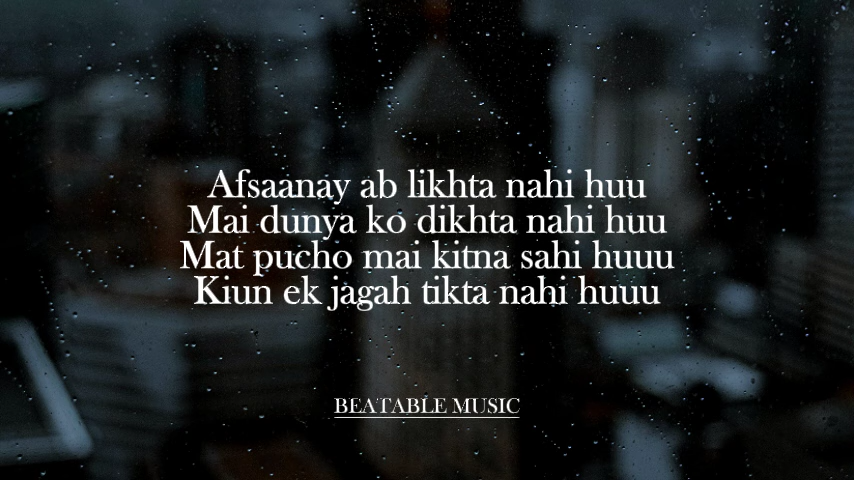 Afsaanay ab likhta nahi huu
Mai dunya ko dikhta nahi huu
Mat pucho mai kitna sahi huuu
Kiun ek jagah tikta nahi huuu
BEATABLE MUSIC